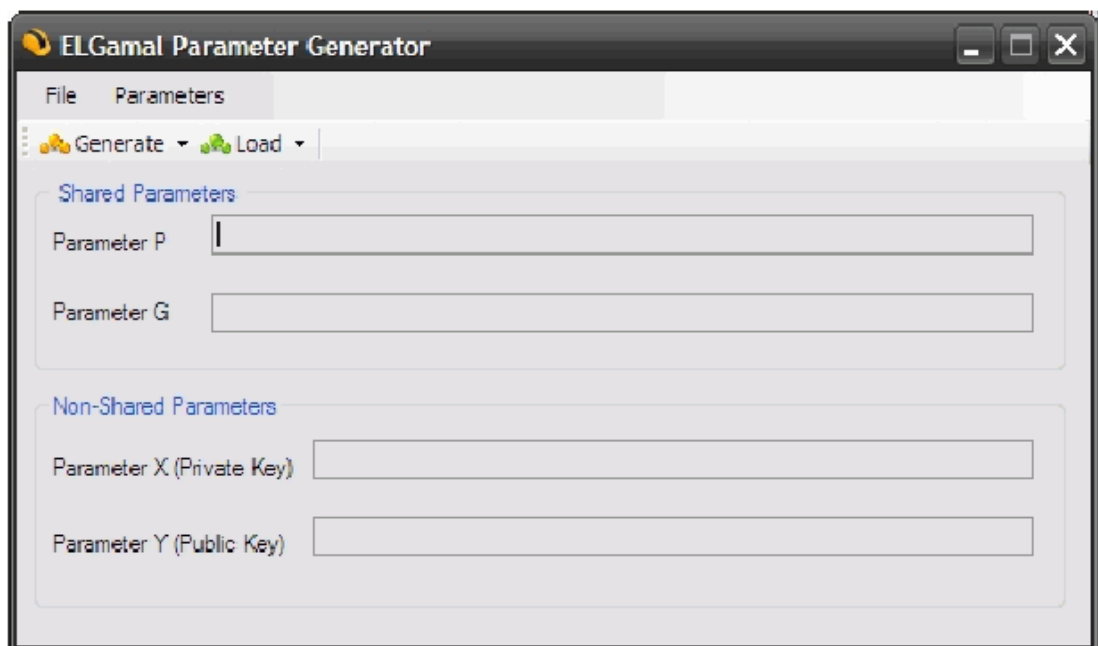 ELGamal Parameter Generator
File Parameters
Generate Load
Shared Parameters
Parameter P
Parameter G
Non-Shared Parameters
Parameter X (Private Key)
Parameter Y (Public Key)